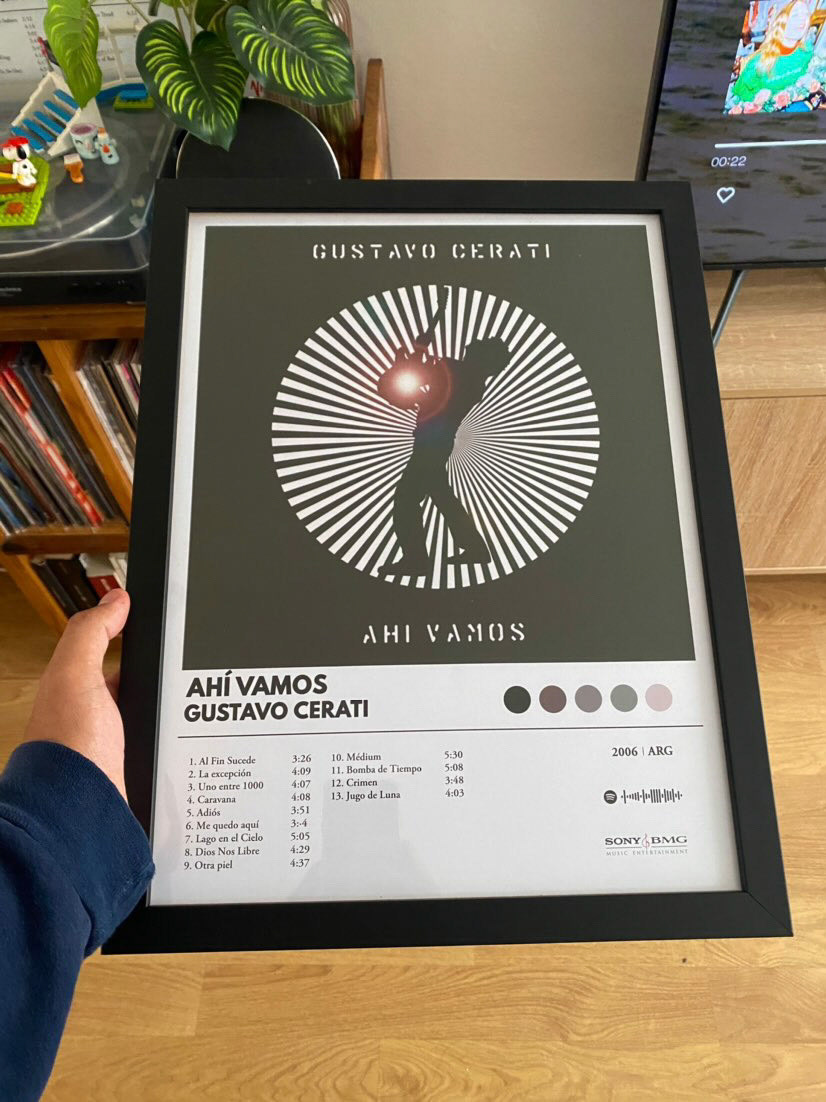 00:22
GUSTAVO CERATI
AHI VAMOS
AHÍ VAMOS
GUSTAVO CERATI
1. Al Fin Sucede 3:26
2. La excepción 4:09
3. Uno entre 1000 4:07
4. Caravana 4:08
5. Adiós 3:51
6. Me quedo aquí 3:-4
7. Lago en el Cielo 5:05
8. Dios Nos Libre 4:29
9. Otra piel 4:37
10. Médium 5:30
11. Bomba de Tiempo 5:08
12. Crimen 3:48
13. Jugo de Luna 4:03
2006 | ARG
SONY BMG
MUSIC ENTERTAINMENT